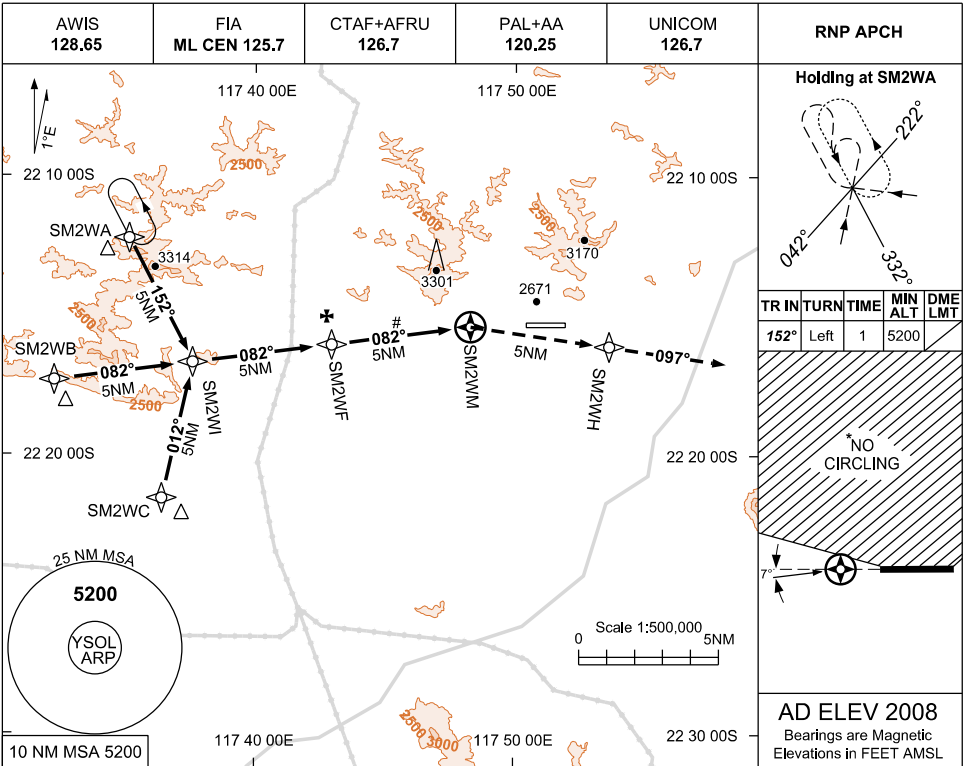 AWIS
128.65
FIA
ML CEN 125.7
CTAF+AFRU
126.7
PAL+AA
120.25
UNICOM
126.7
RNP APCH
117 40 00E
117 50 00E
1°E
2500
22 10 00S
22 10 00S
SM2WA
3314
2500
2500
3301
3170
2671
152°
5NM
2500
SM2WB
082°
5NM
SM2WI
082°
5NM
SM2WF
#
082°
5NM
SM2WM
5NM
SM2WH
097°
2500
012°
5NM
22 20 00S
22 20 00S
SM2WC
25 NM MSA
5200
YSOL
ARP
10 NM MSA 5200
Scale 1:500,000
0
5NM
2500
3000
117 40 00E
117 50 00E
22 30 00S
Holding at SM2WA
222°
042°
332°
TR IN
TURN
TIME
MIN
ALT
DME
LMT
152°
Left
1
5200
*NO
CIRCLING
7°
AD ELEV 2008
Bearings are Magnetic
Elevations in FEET AMSL